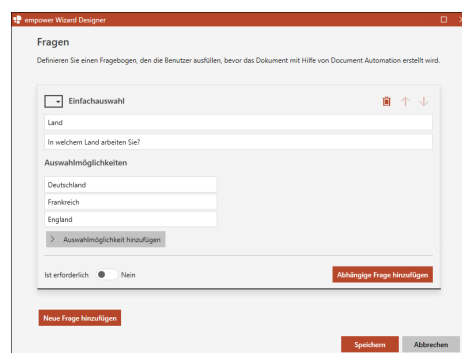 empower Wizard Designer
Fragen
Definieren Sie einen Fragebogen, den die Benutzer ausfüllen, bevor das Dokument mit Hilfe von Document Automation erstellt wird.
Einfachauswahl
Land
In welchem Land arbeiten Sie?
Auswahlmöglichkeiten
Deutschland
Frankreich
England
Auswahlmöglichkeit hinzufügen
Ist erforderlich Nein Abhängige Frage hinzufügen
Neue Frage hinzufügen
Speichern Abbrechen